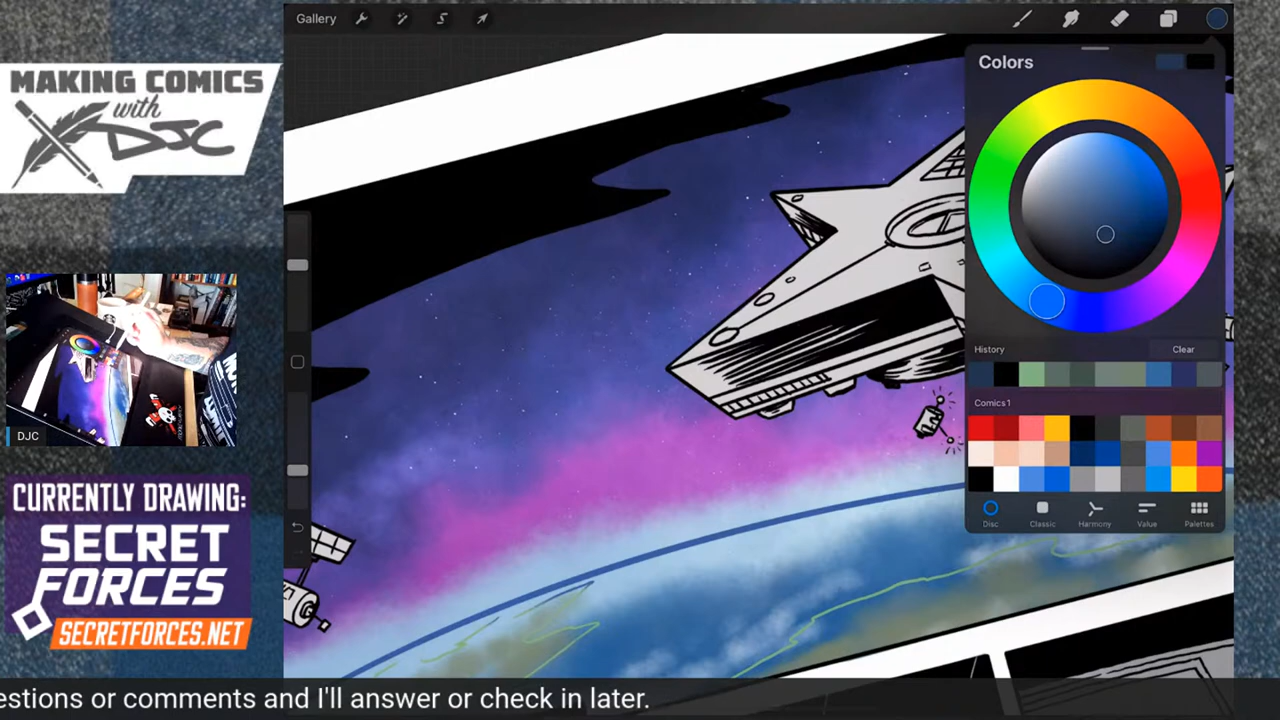 Gallery
MAKING COMICS
with
DJC
Colors
History
Clear
Comics 1
Disc
Classic
Harmony
Value
Palettes
DJC
CURRENTLY DRAWING:
SECRET
FORCES
SECRETFORCES.NET
estions or comments and I'll answer or check in later.